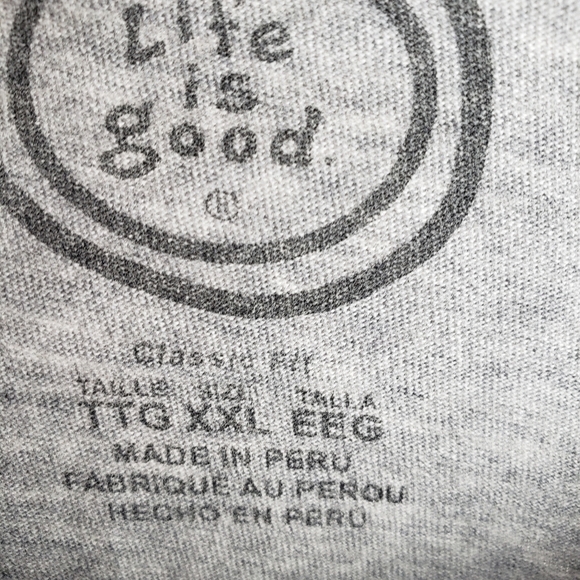 Life
is
good.
®
Classic Fit
TAILLE SIZE TALLA
TTG XXL EEG
MADE IN PERU
FABRIQUE AU PEROU
HECHO EN PERU